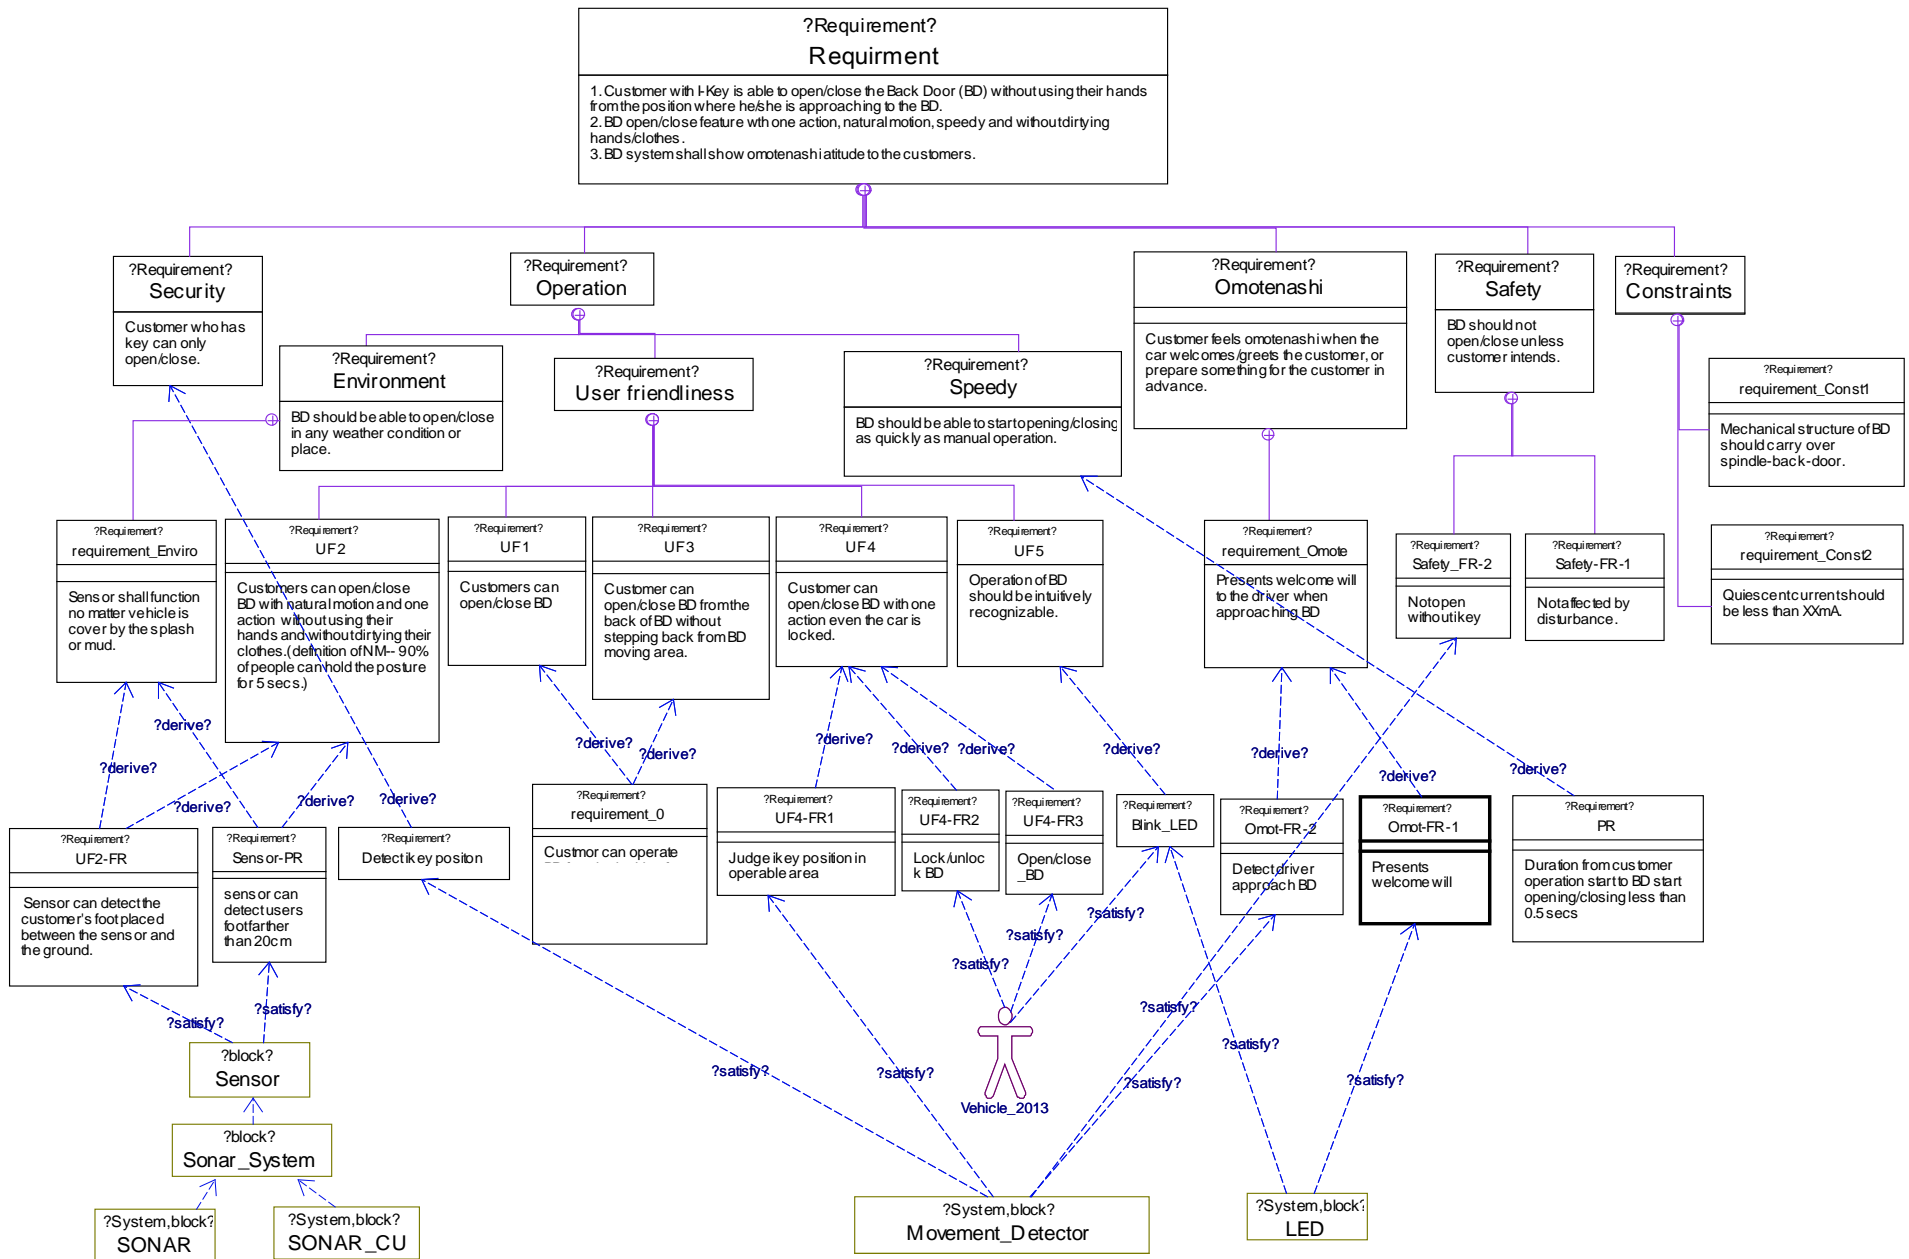 ?Requirement?
Requirment
1. Customer with I-Key is able to open/close the Back Door (BD) without using their hands
from the position where he/she is approaching to the BD.
2. BD open/close feature wth one action, natural motion, speedy and without dirtying
hands/clothes.
3. BD system shall show omotenashi atitude to the customers.
?Requirement?
Security
Customer who has
key can only
open/close.
?Requirement?
Operation
?Requirement?
Omotenashi
Customer feels omotenashi when the
car welcomes/greets the customer, or
prepare something for the customer in
advance.
?Requirement?
Safety
BD should not
open/close unless
customer intends.
?Requirement?
Constraints
?Requirement?
Environment
BD should be able to open/close
in any weather condition or
place.
?Requirement?
User friendliness
?Requirement?
Speedy
BD should be able to start opening/closing
as quickly as manual operation.
?Requirement?
requirement_Const1
Mechanical structure of BD
should carry over
spindle-back-door.
?Requirement?
requirement_Enviro
Sensor shall function
no matter vehicle is
cover by the splash
or mud.
?Requirement?
UF2
Customers can open/close
BD with natural motion and one
action without using their
hands and without dirtying their
clothes.(definition of NM-- 90%
of people can hold the posture
for 5 secs.)
?Requirement?
UF1
Customers can
open/close BD
?Requirement?
UF3
Customer can
open/close BD from the
back of BD without
stepping back from BD
moving area.
?Requirement?
UF4
Customer can
open/close BD with one
action even the car is
locked.
?Requirement?
UF5
Operation of BD
should be intuitively
recognizable.
?Requirement?
requirement_Omote
Presents welcome will
to the driver when
approaching BD
?Requirement?
Safety_FR-2
Not open
without key
?Requirement?
Safety-FR-1
Not affected by
disturbance.
?Requirement?
requirement_Const2
Quiescent current should
be less than XXmA.
?derive?
?derive?
?derive?
?derive?
?derive?
?derive?
?derive?
?derive?
?derive?
?derive?
?derive?
?derive?
?derive?
?derive?
?Requirement?
UF2-FR
Sensor can detect the
customer's foot placed
between the sensor and
the ground.
?Requirement?
Sensor-PR
sensor can
detect users
foot farther
than 20cm
?Requirement?
Detect ikey positon
?Requirement?
requirement_0
Custmor can operate
?Requirement?
UF4-FR1
Judge ikey position in
operable area
?Requirement?
UF4-FR2
Lock/unloc
k BD
?Requirement?
UF4-FR3
Open/close
_BD
?Requirement?
Blink_LED
?Requirement?
Omot-FR-2
Detect driver
approach BD
?Requirement?
Omot-FR-1
Presents
welcome will
?Requirement?
PR
Duration from customer
operation start to BD start
opening/closing less than
0.5 secs
?satisfy?
?satisfy?
?satisfy?
?satisfy?
?satisfy?
?satisfy?
?satisfy?
?satisfy?
?satisfy?
?satisfy?
?satisfy?
?block?
Sensor
Vehicle_2013
?block?
Sonar_System
?System,block?
SONAR
?System,block?
SONAR_CU
?System,block?
Movement_Detector
?System,block?
LED